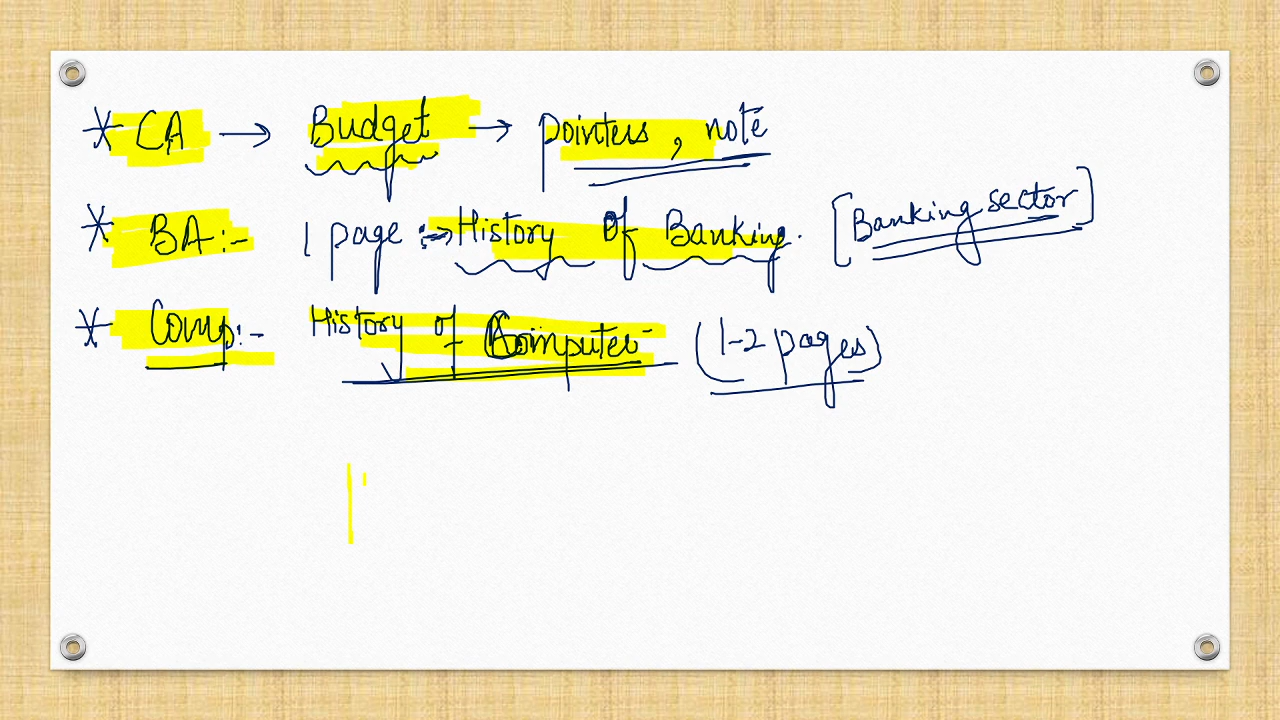 * CA → Budget → pointers, note
* BA:- 1 page :→ History Of Banking. [Banking sector]
* Comp:- History of Computer- (1-2 pages)